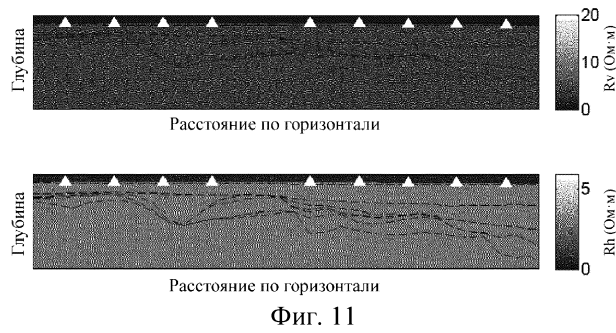 Глубина
20
10
0
Rv (Ом·м)
Расстояние по горизонтали
Глубина
5
0
Rh (Ом·м)
Расстояние по горизонтали
Фиг. 11